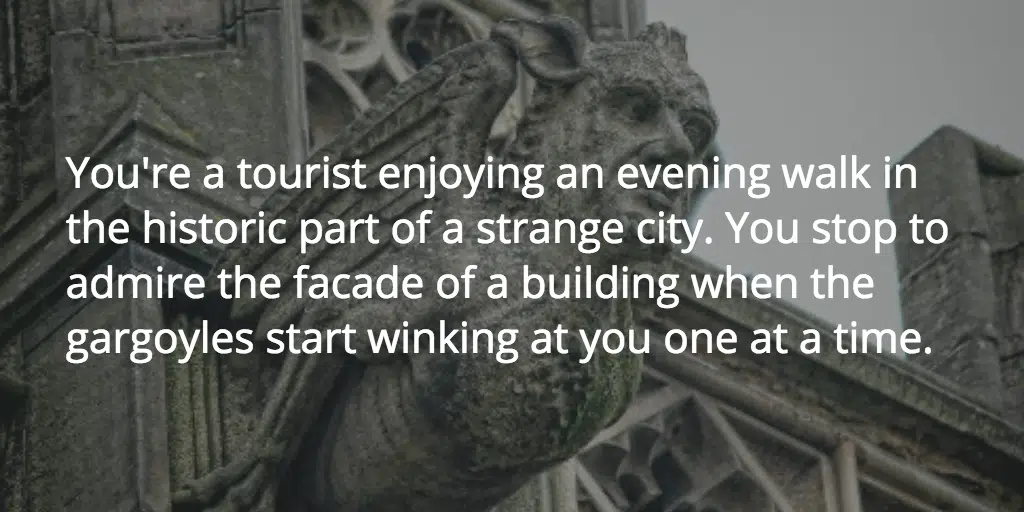 You're a tourist enjoying an evening walk in
the historic part of a strange city. You stop to
admire the facade of a building when the
gargoyles start winking at you one at a time.